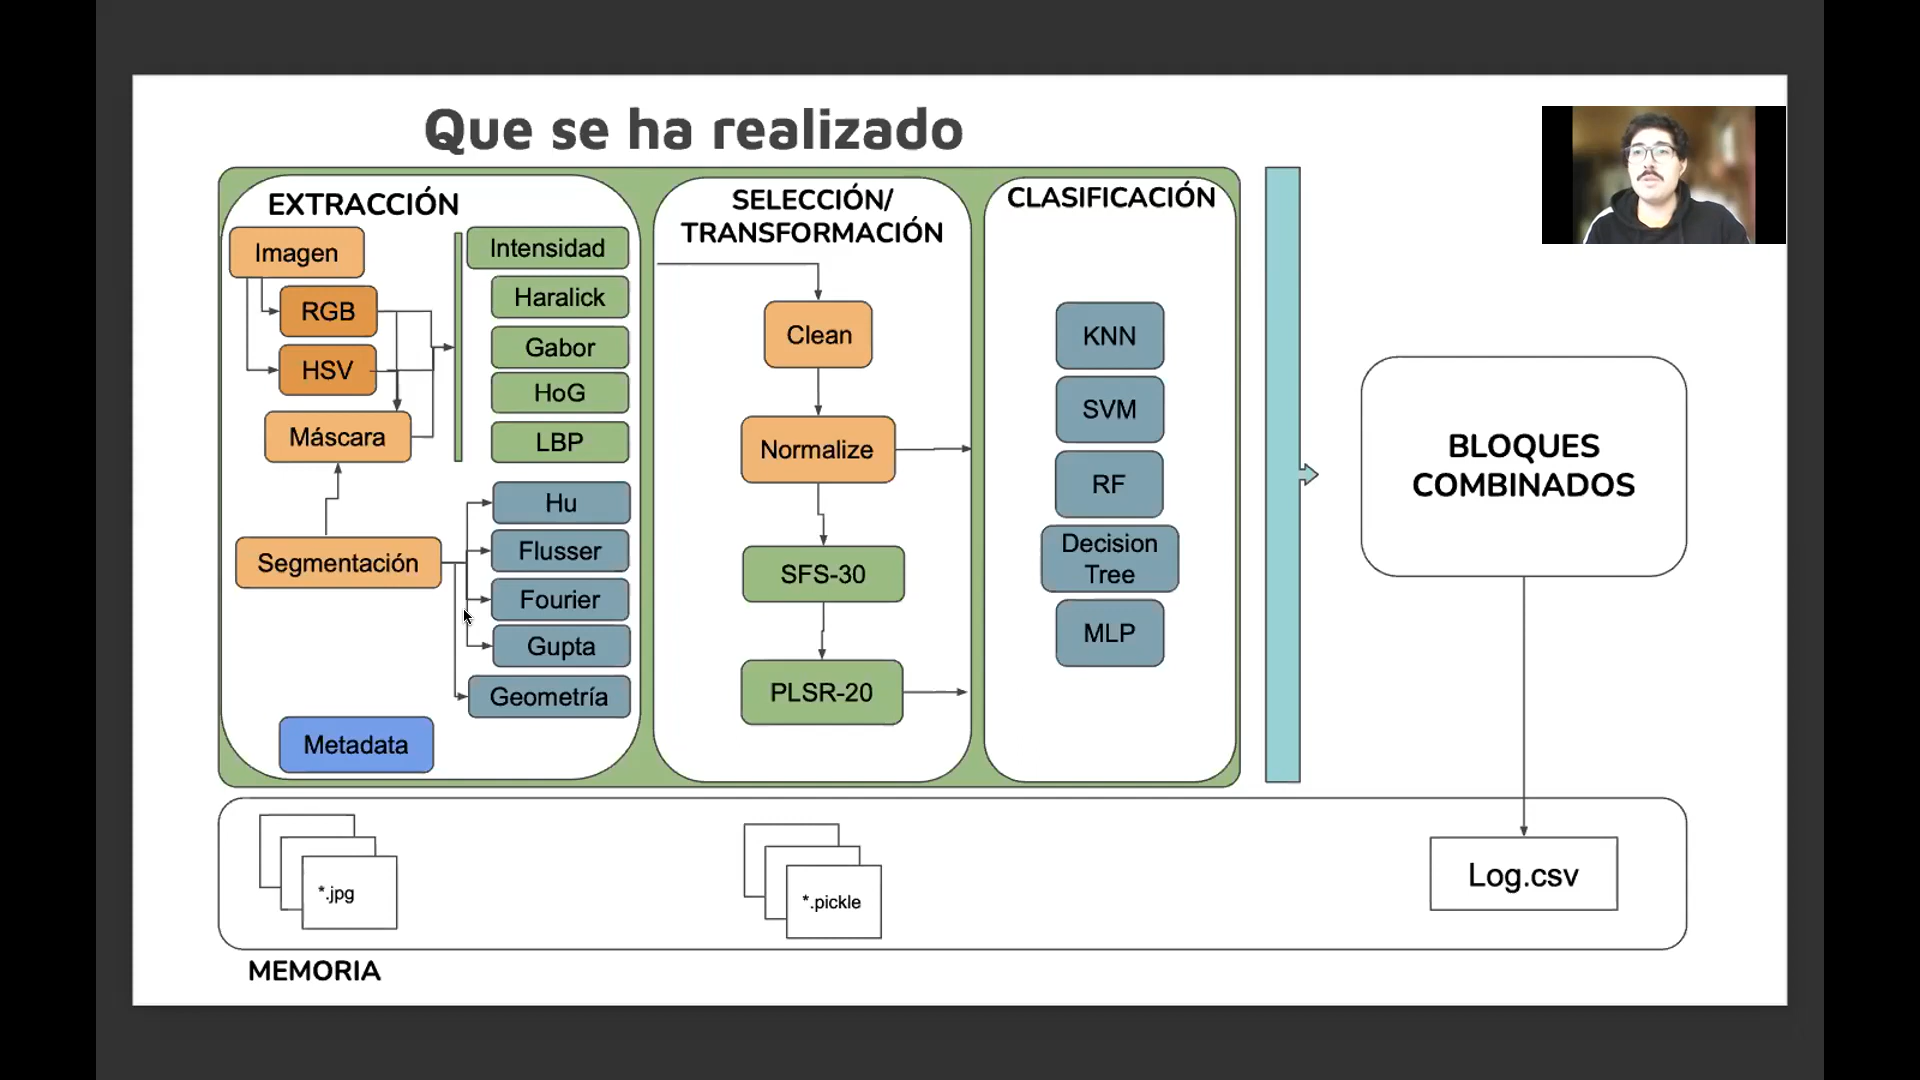 Que se ha realizado
EXTRACCIÓN
Imagen
RGB
HSV
Máscara
Segmentación
Metadata
Intensidad
Haralick
Gabor
HoG
LBP
Hu
Flusser
Fourier
Gupta
Geometría
SELECCIÓN/
TRANSFORMACIÓN
Clean
Normalize
SFS-30
PLSR-20
CLASIFICACIÓN
KNN
SVM
RF
Decision
Tree
MLP
BLOQUES
COMBINADOS
*.jpg
*.pickle
Log.csv
MEMORIA